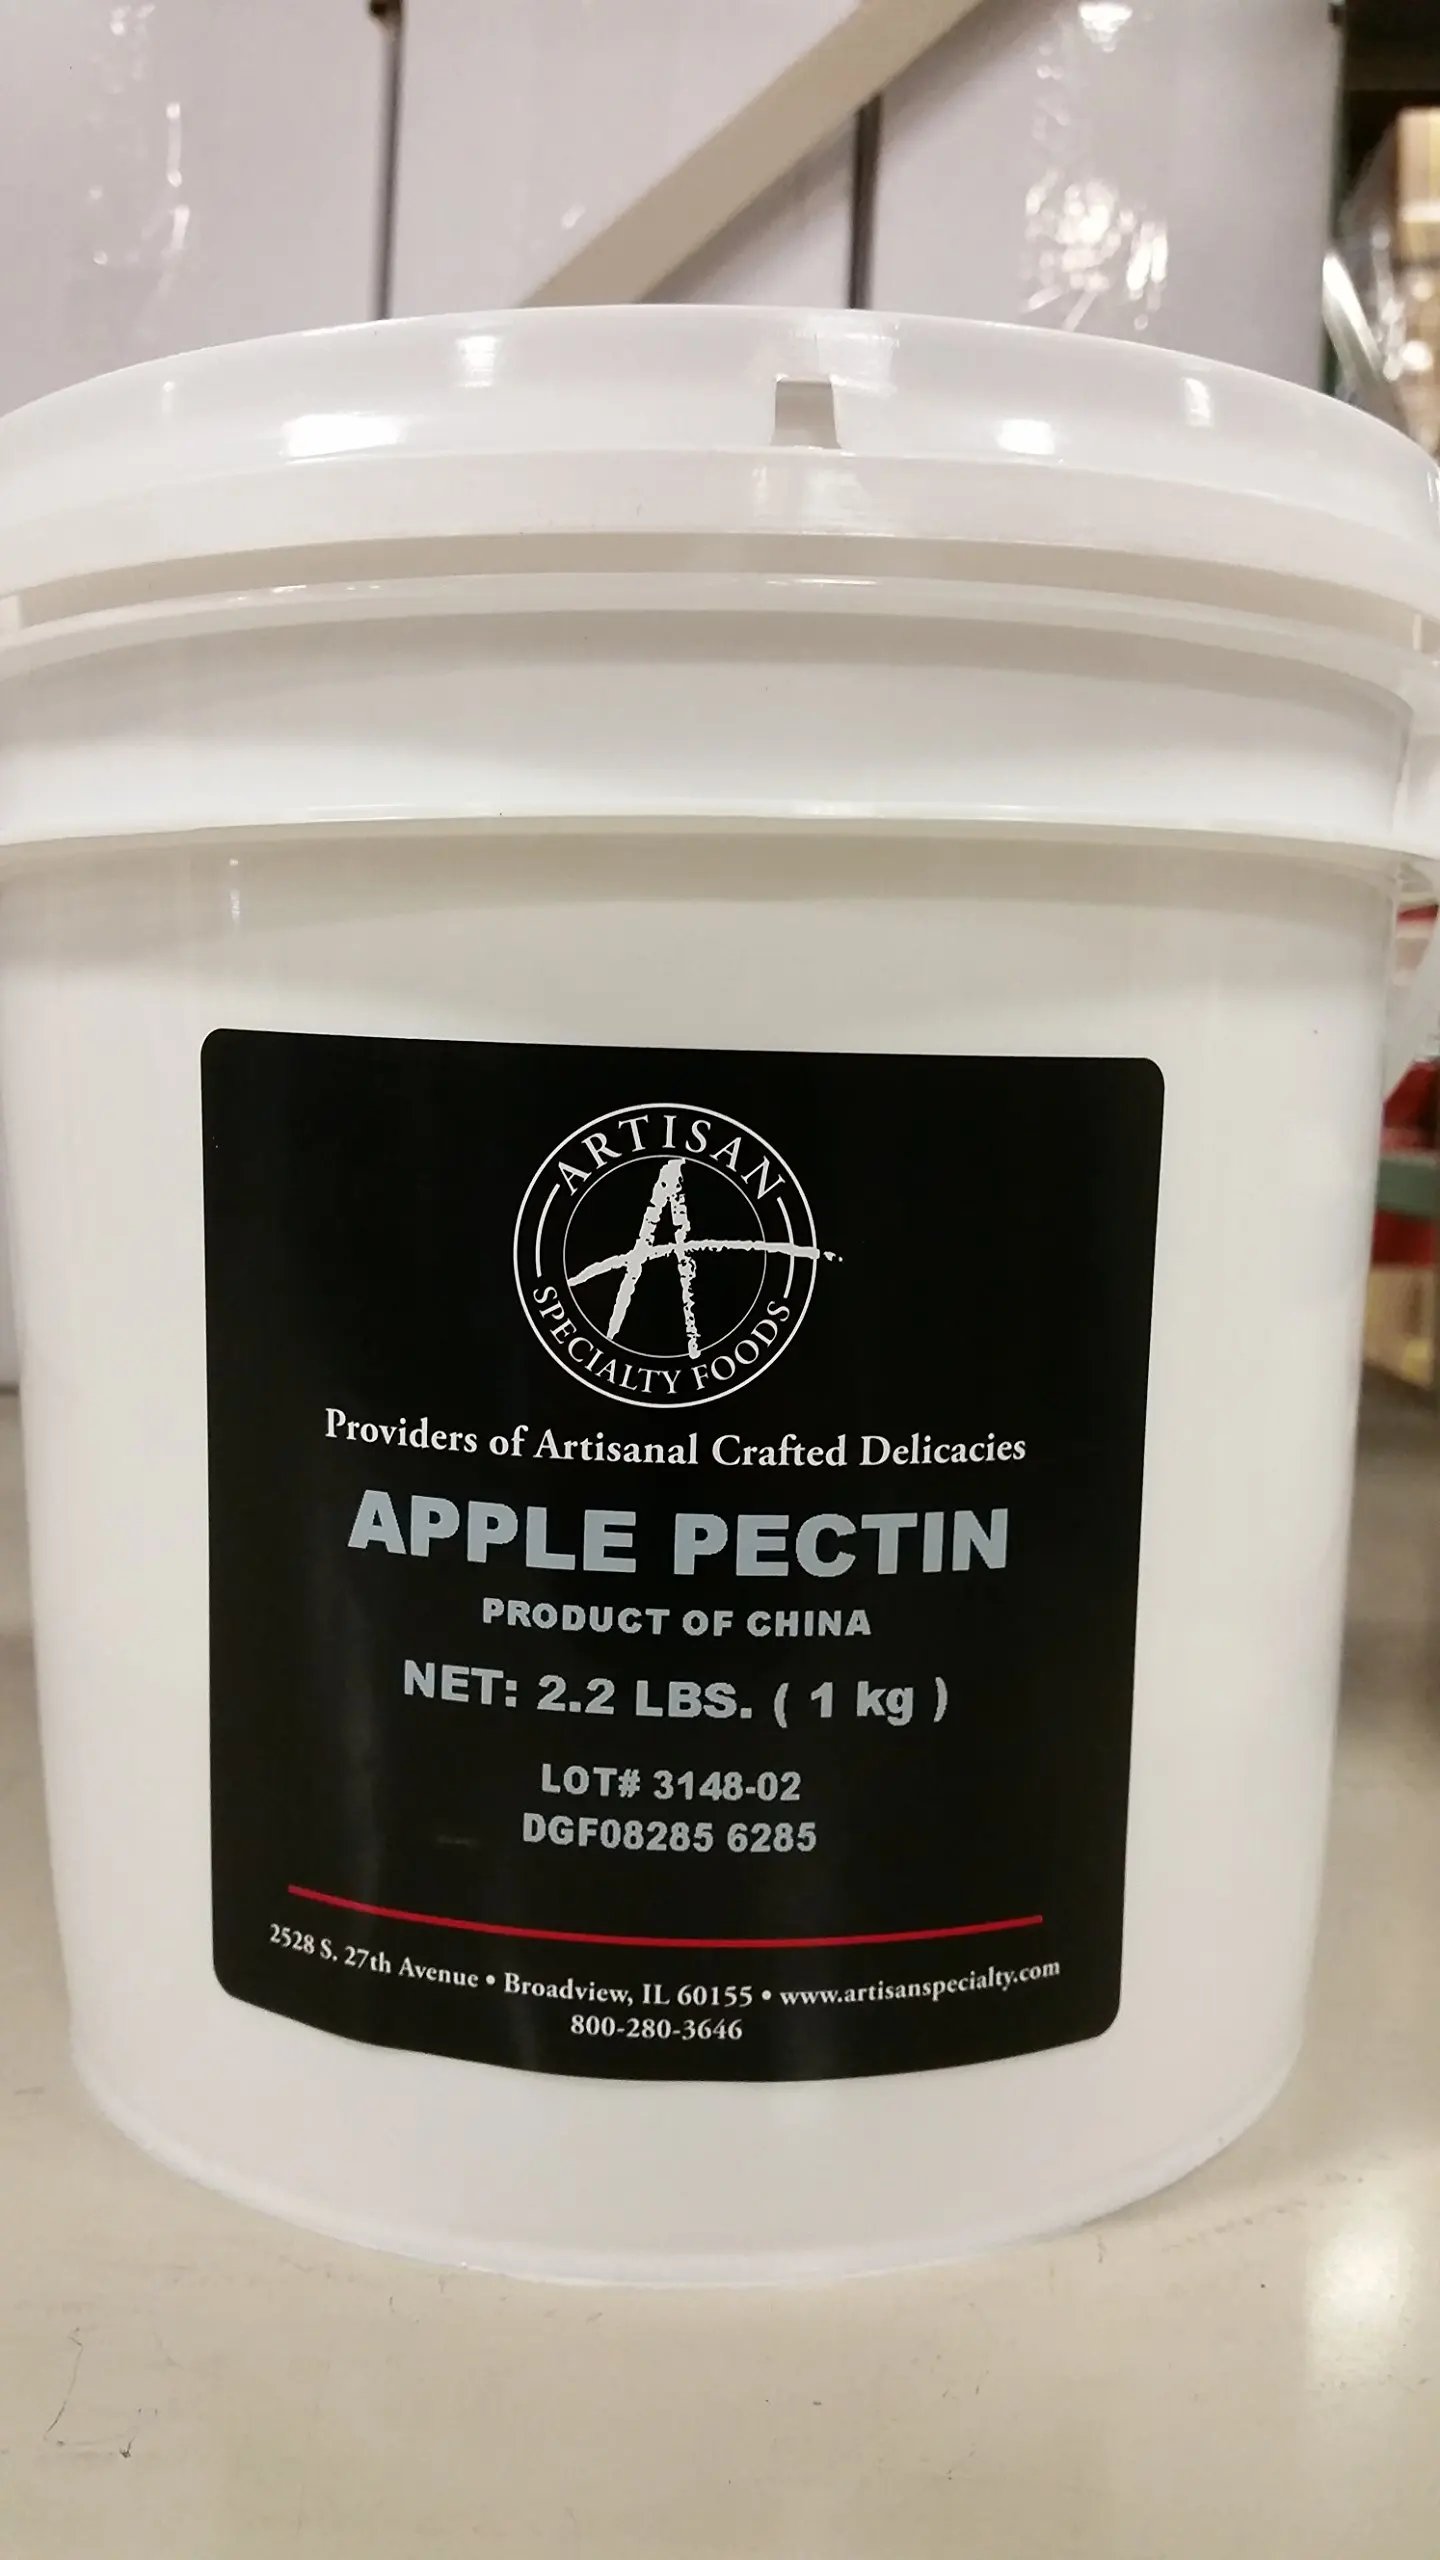 ARTISAN
SPECIALTY FOODS
Providers of Artisanal Crafted Delicacies
APPLE PECTIN
PRODUCT OF CHINA
NET: 2.2 LBS. ( 1 kg )
LOT# 3148-02
DGF08285 6285
2528 S. 27th Avenue • Broadview, IL 60155 • www.artisanspecialty.com
800-280-3646